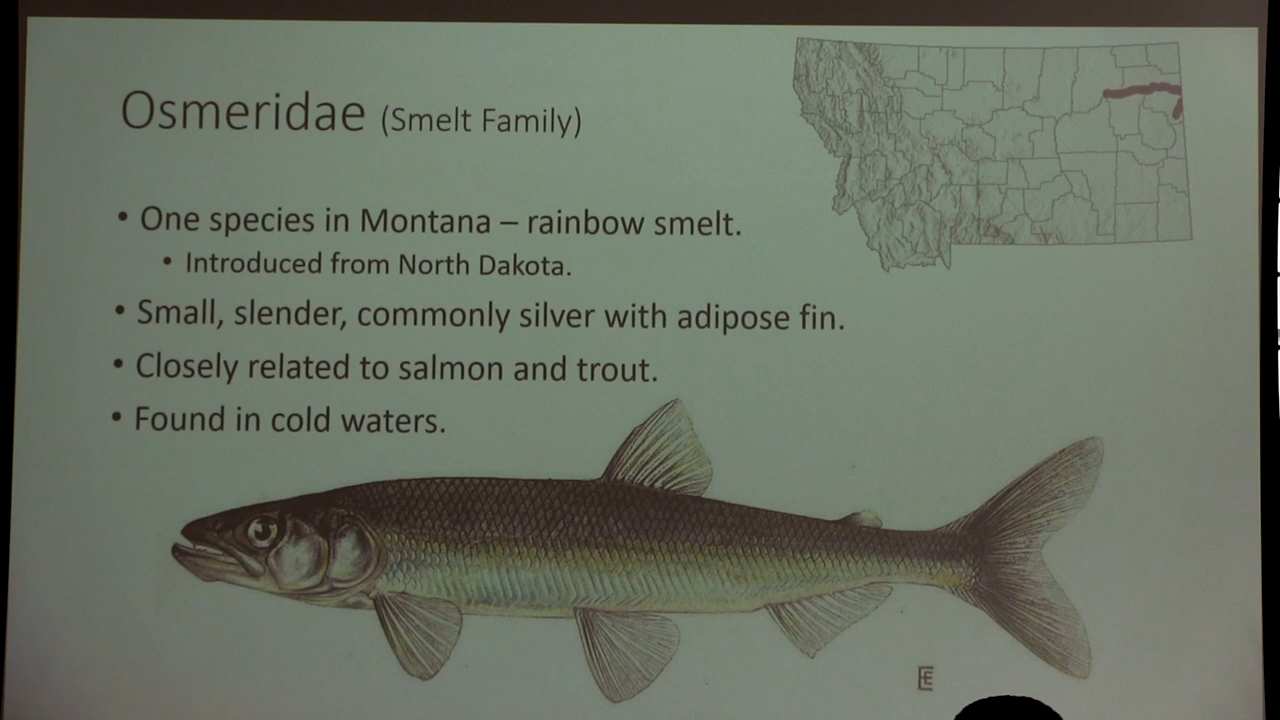 Osmeridae (Smelt Family)
• One species in Montana – rainbow smelt.
• Introduced from North Dakota.
• Small, slender, commonly silver with adipose fin.
• Closely related to salmon and trout.
• Found in cold waters.